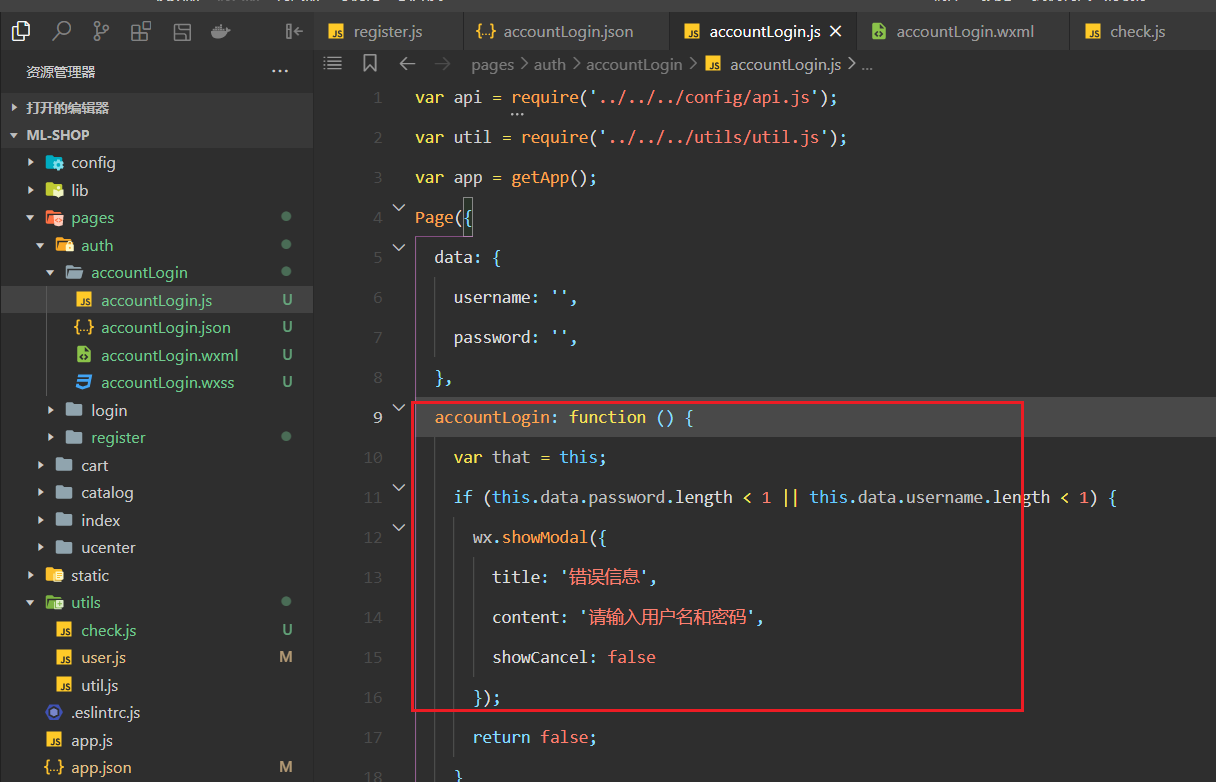 register.js
accountLogin.json
accountLogin.js
accountLogin.wxml
check.js
资源管理器
pages > auth > accountLogin > accountLogin.js > ...
打开的编辑器
ML-SHOP
config
lib
pages
auth
accountLogin
accountLogin.js U
accountLogin.json U
accountLogin.wxml U
accountLogin.wxss U
login
register
cart
catalog
index
ucenter
static
utils
check.js U
user.js M
util.js
.eslintrc.js
app.js
app.json M
1 var api = require('../../../config/api.js');
2 var util = require('../../../utils/util.js');
3 var app = getApp();
4 Page({
5 data: {
6 username: '',
7 password: '',
8 },
9 accountLogin: function () {
10 var that = this;
11 if (this.data.password.length < 1 || this.data.username.length < 1) {
12 wx.showModal({
13 title: '错误信息',
14 content: '请输入用户名和密码',
15 showCancel: false
16 });
17 return false;
18 }